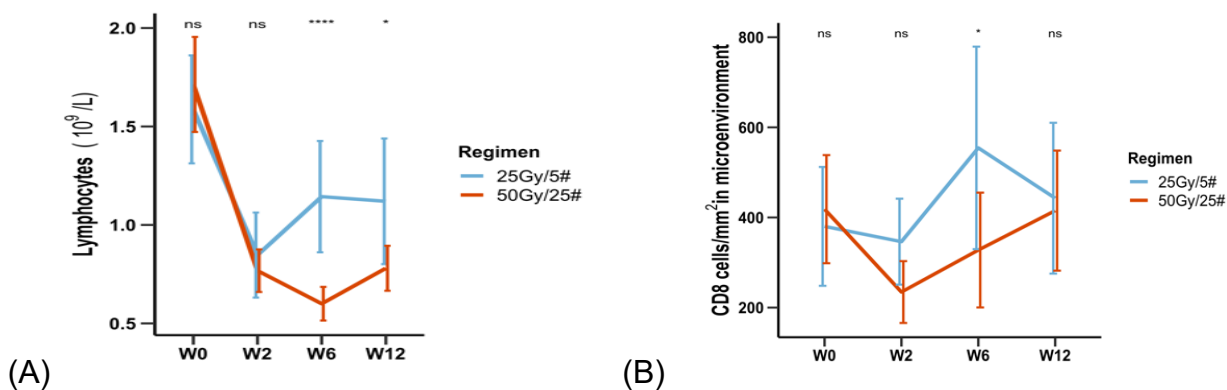 2.0
1.5
1.0
0.5
Lymphocytes (10⁹/L)
ns ns **** *
W0 W2 W6 W12
Regimen
25Gy/5#
50Gy/25#
(A)
800
600
400
200
CD8 cells/mm² in microenvironment
ns ns * ns
W0 W2 W6 W12
Regimen
25Gy/5#
50Gy/25#
(B)